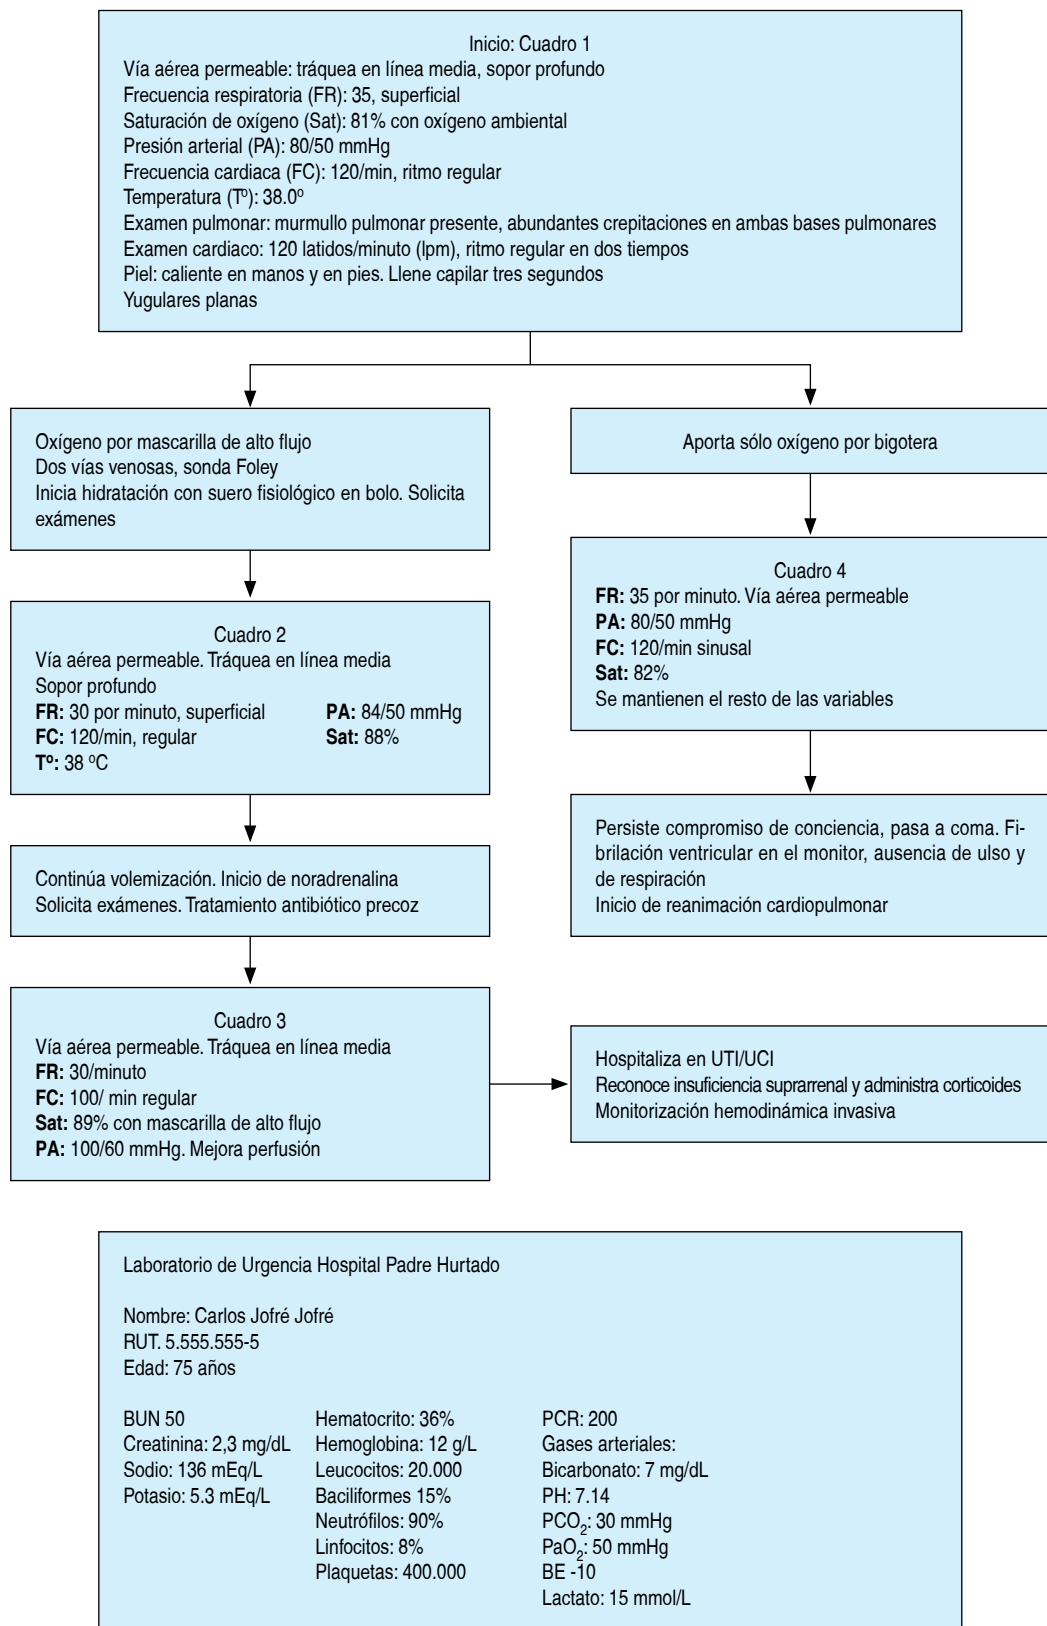 Inicio: Cuadro 1
Vía aérea permeable: tráquea en línea media, sopor profundo
Frecuencia respiratoria (FR): 35, superficial
Saturación de oxígeno (Sat): 81% con oxígeno ambiental
Presión arterial (PA): 80/50 mmHg
Frecuencia cardiaca (FC): 120/min, ritmo regular
Temperatura (Tº): 38.0º
Examen pulmonar: murmullo pulmonar presente, abundantes crepitaciones en ambas bases pulmonares
Examen cardiaco: 120 latidos/minuto (lpm), ritmo regular en dos tiempos
Piel: caliente en manos y en pies. Llene capilar tres segundos
Yugulares planas
Oxígeno por mascarilla de alto flujo
Dos vías venosas, sonda Foley
Inicia hidratación con suero fisiológico en bolo. Solicita
exámenes
Aporta sólo oxígeno por bigotera
Cuadro 2
Vía aérea permeable. Tráquea en línea media
Sopor profundo
FR: 30 por minuto, superficial PA: 84/50 mmHg
FC: 120/min, regular Sat: 88%
Tº: 38 ºC
Cuadro 4
FR: 35 por minuto. Vía aérea permeable
PA: 80/50 mmHg
FC: 120/min sinusal
Sat: 82%
Se mantienen el resto de las variables
Continúa volemización. Inicio de noradrenalina
Solicita exámenes. Tratamiento antibiótico precoz
Persiste compromiso de conciencia, pasa a coma. Fi-
brilación ventricular en el monitor, ausencia de ulso y
de respiración
Inicio de reanimación cardiopulmonar
Cuadro 3
Vía aérea permeable. Tráquea en línea media
FR: 30/minuto
FC: 100/ min regular
Sat: 89% con mascarilla de alto flujo
PA: 100/60 mmHg. Mejora perfusión
Hospitaliza en UTI/UCI
Reconoce insuficiencia suprarrenal y administra corticoides
Monitorización hemodinámica invasiva
Laboratorio de Urgencia Hospital Padre Hurtado
Nombre: Carlos Jofré Jofré
RUT. 5.555.555-5
Edad: 75 años
BUN 50 Hematocrito: 36% PCR: 200
Creatinina: 2,3 mg/dL Hemoglobina: 12 g/L Gases arteriales:
Sodio: 136 mEq/L Leucocitos: 20.000 Bicarbonato: 7 mg/dL
Potasio: 5.3 mEq/L Baciliformes 15% PH: 7.14
Neutrófilos: 90% PCO₂: 30 mmHg
Linfocitos: 8% PaO₂: 50 mmHg
Plaquetas: 400.000 BE -10
Lactato: 15 mmol/L